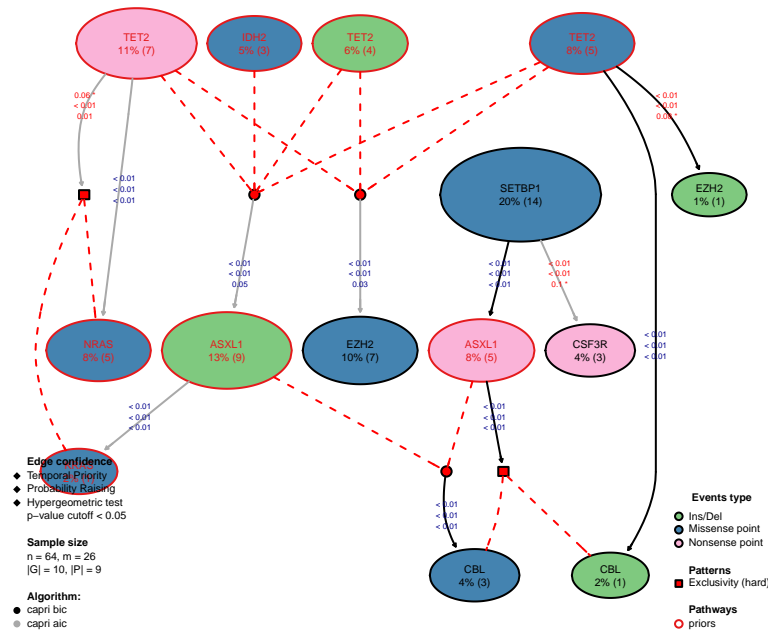 TET2
11% (7)
IDH2
5% (3)
TET2
6% (4)
TET2
8% (5)
0.06 *
< 0.01
0.01
< 0.01
< 0.01
0.08 *
< 0.01
< 0.01
< 0.01
SETBP1
20% (14)
EZH2
1% (1)
< 0.01
< 0.01
0.05
< 0.01
< 0.01
0.03
< 0.01
< 0.01
< 0.01
< 0.01
< 0.01
0.1 *
NRAS
8% (5)
ASXL1
13% (9)
EZH2
10% (7)
ASXL1
8% (5)
CSF3R
4% (3)
< 0.01
< 0.01
< 0.01
< 0.01
< 0.01
< 0.01
< 0.01
< 0.01
< 0.01
< 0.01
< 0.01
< 0.01
CBL
4% (3)
CBL
2% (1)
Edge confidence
Temporal Priority
Probability Raising
Hypergeometric test
p−value cutoff < 0.05
Sample size
n = 64, m = 26
|G| = 10, |P| = 9
Algorithm:
capri bic
capri aic
Events type
Ins/Del
Missense point
Nonsense point
Patterns
Exclusivity (hard)
Pathways
priors